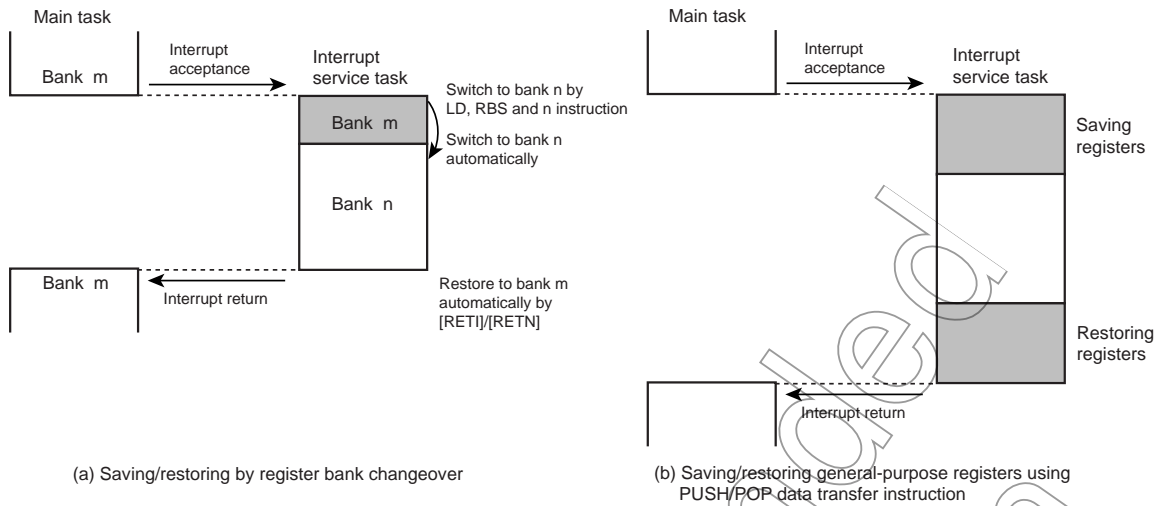 Main task
Interrupt
acceptance
Bank m
Interrupt
service task
Bank m
Switch to bank n by
LD, RBS and n instruction
Switch to bank n
automatically
Bank n
Bank m
Interrupt return
Restore to bank m
automatically by
[RETI]/[RETN]
(a) Saving/restoring by register bank changeover
Main task
Interrupt
acceptance
Interrupt
service task
Saving
registers
Restoring
registers
Interrupt return
(b) Saving/restoring general-purpose registers using
PUSH/POP data transfer instruction